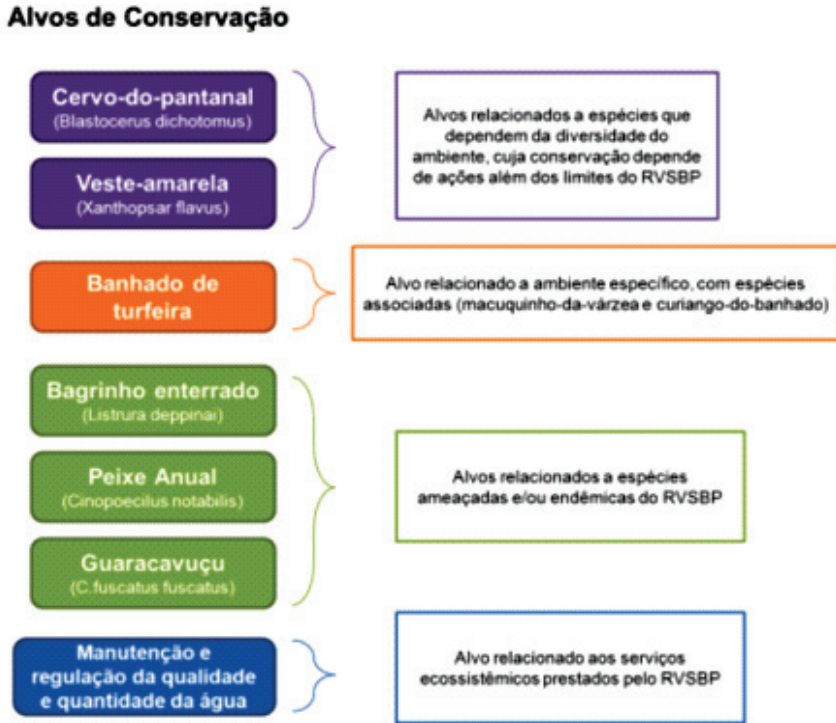 Alvos de Conservação
Cervo-do-pantanal
(Blastocerus dichotomus)
Veste-amarela
(Xanthopsar flavus)
Alvos relacionados a espécies que
dependem da diversidade do
ambiente, cuja conservação depende
de ações além dos limites do RVSBP
Banhado de
turfeira
Alvo relacionado a ambiente específico, com espécies
associadas (macuquinho-da-várzea e curiango-do-banhado)
Bagrinho enterrado
(Listrura deppinai)
Peixe Anual
(Cinopoecilus notabilis)
Guaracavuçu
(C.fuscatus fuscatus)
Alvos relacionados a espécies
ameaçadas e/ou endêmicas do RVSBP
Manutenção e
regulação da qualidade
e quantidade da água
Alvo relacionado aos serviços
ecossistêmicos prestados pelo RVSBP